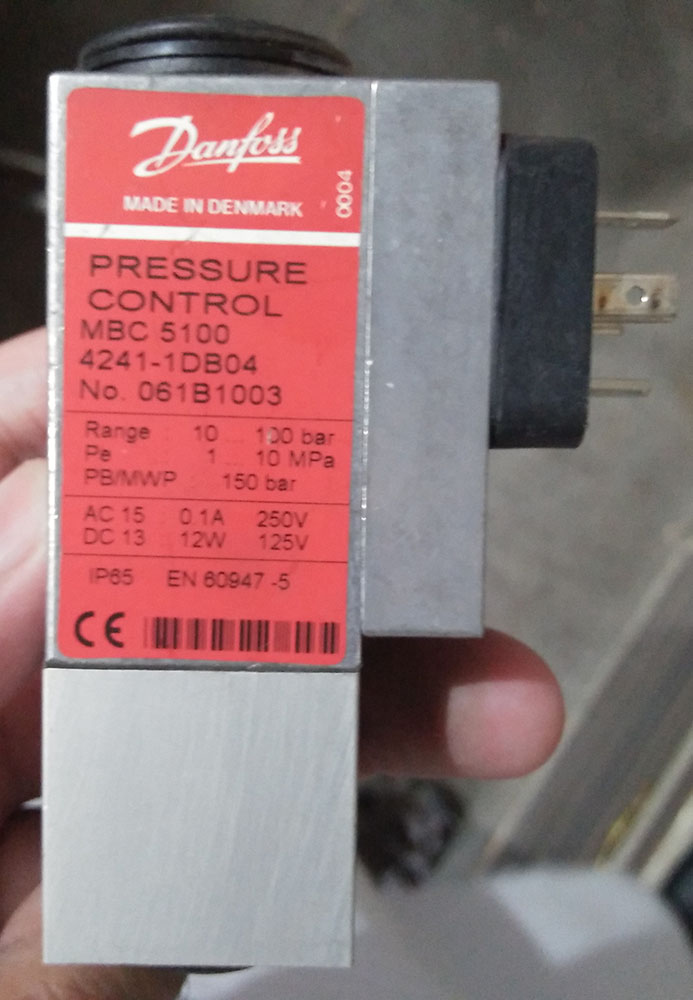 Danfoss
MADE IN DENMARK
0004
PRESSURE
CONTROL
MBC 5100
4241-1DB04
No. 061B1003
Range : 10 ... 100 bar
Pe : 1 ... 10 MPa
PB/MWP : 150 bar
AC 15 : 0.1A 250V
DC 13 : 12W 125V
IP65 EN 60947 -5
CE